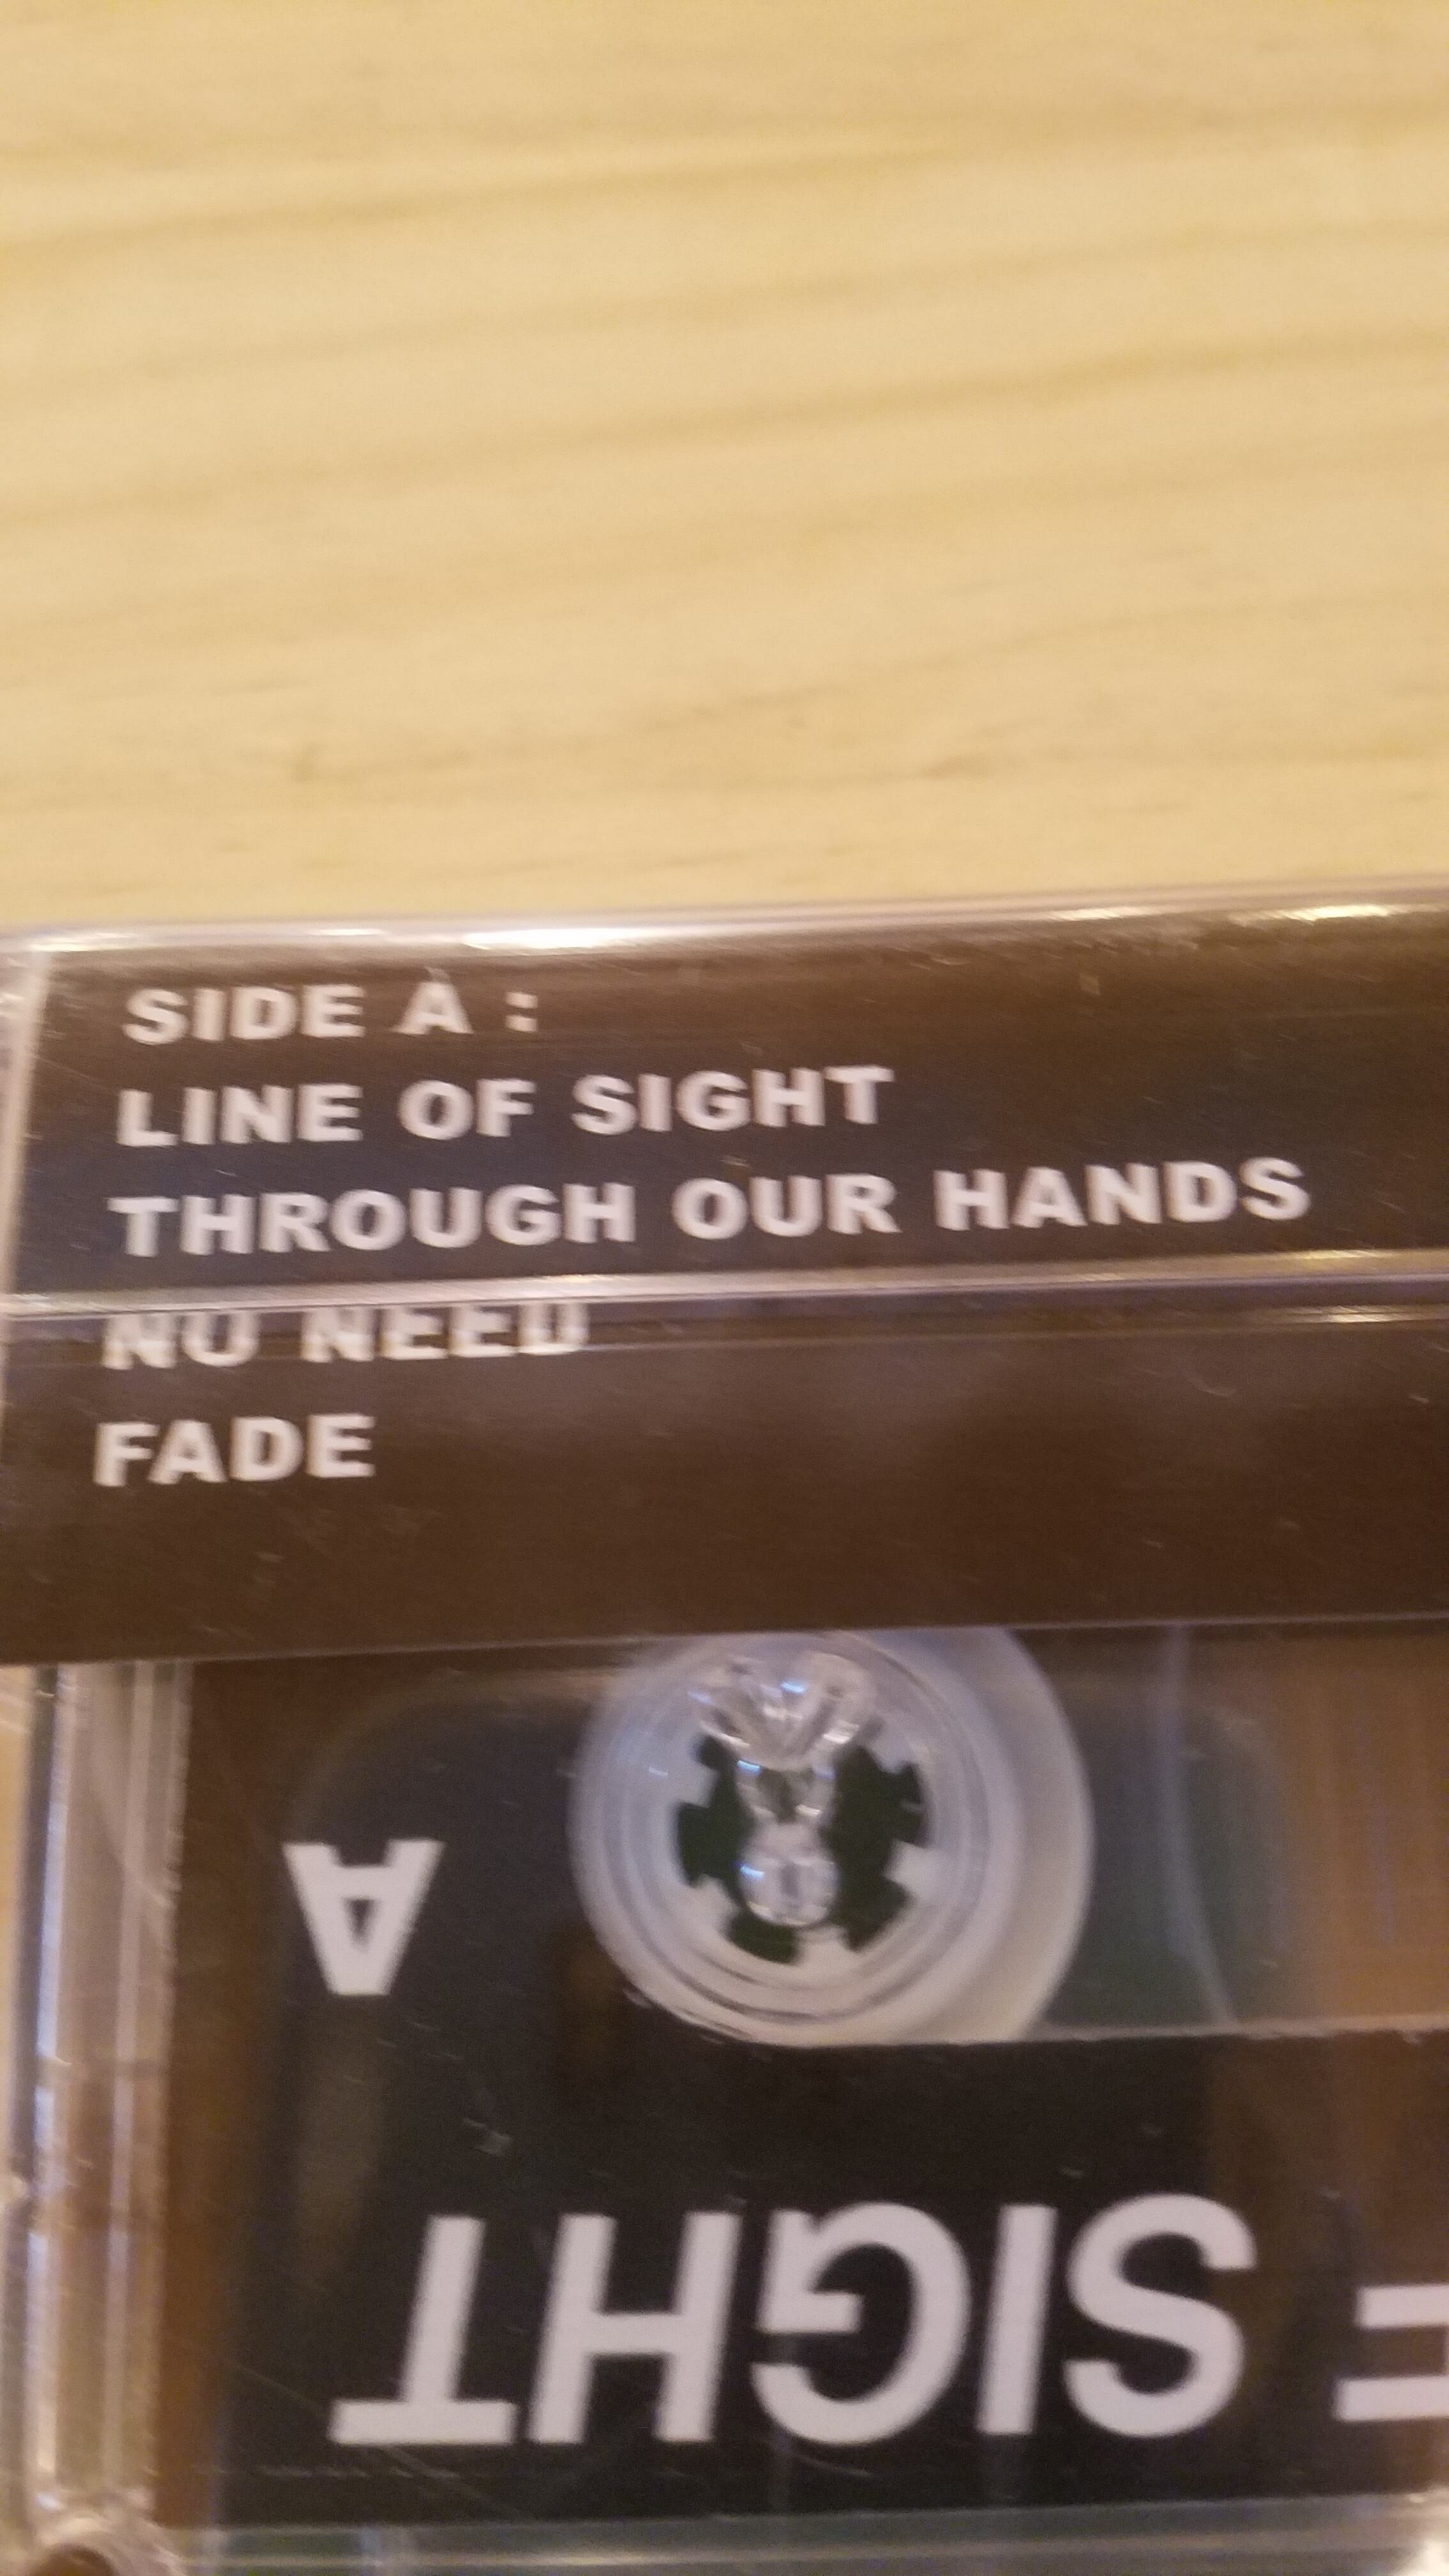 SIDE A :
LINE OF SIGHT
THROUGH OUR HANDS
NO NEED
FADE
A
F SIGHT